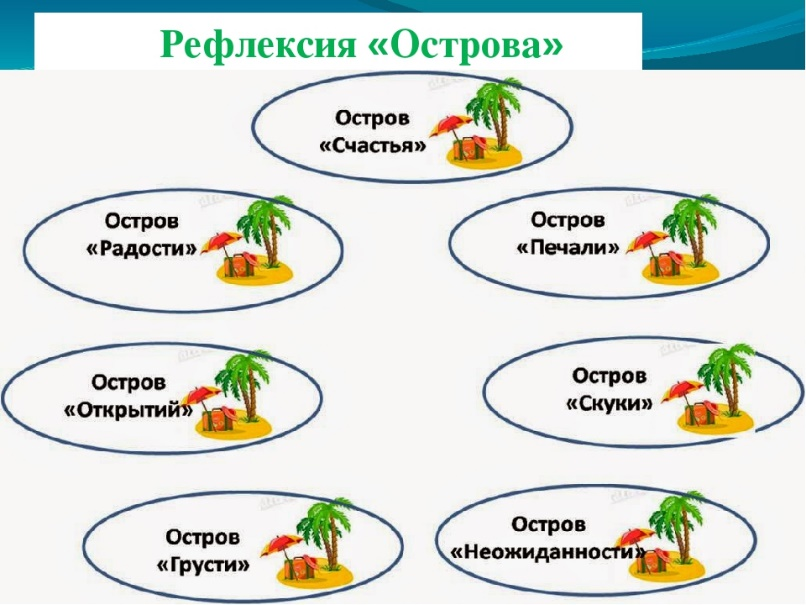 Рефлексия «Острова»
Остров
«Счастья»
Остров
«Радости»
Остров
«Печали»
Остров
«Открытий»
Остров
«Скуки»
Остров
«Грусти»
Остров
«Неожиданности»